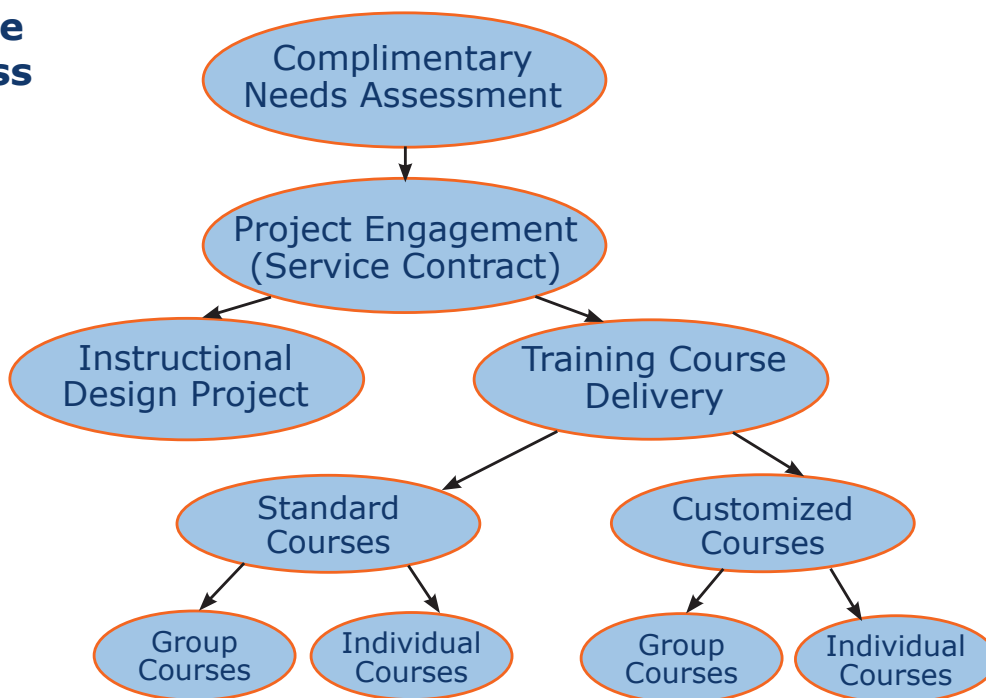 e
ss
Complimentary
Needs Assessment
Project Engagement
(Service Contract)
Instructional
Design Project
Training Course
Delivery
Standard
Courses
Customized
Courses
Group
Courses
Individual
Courses
Group
Courses
Individual
Courses